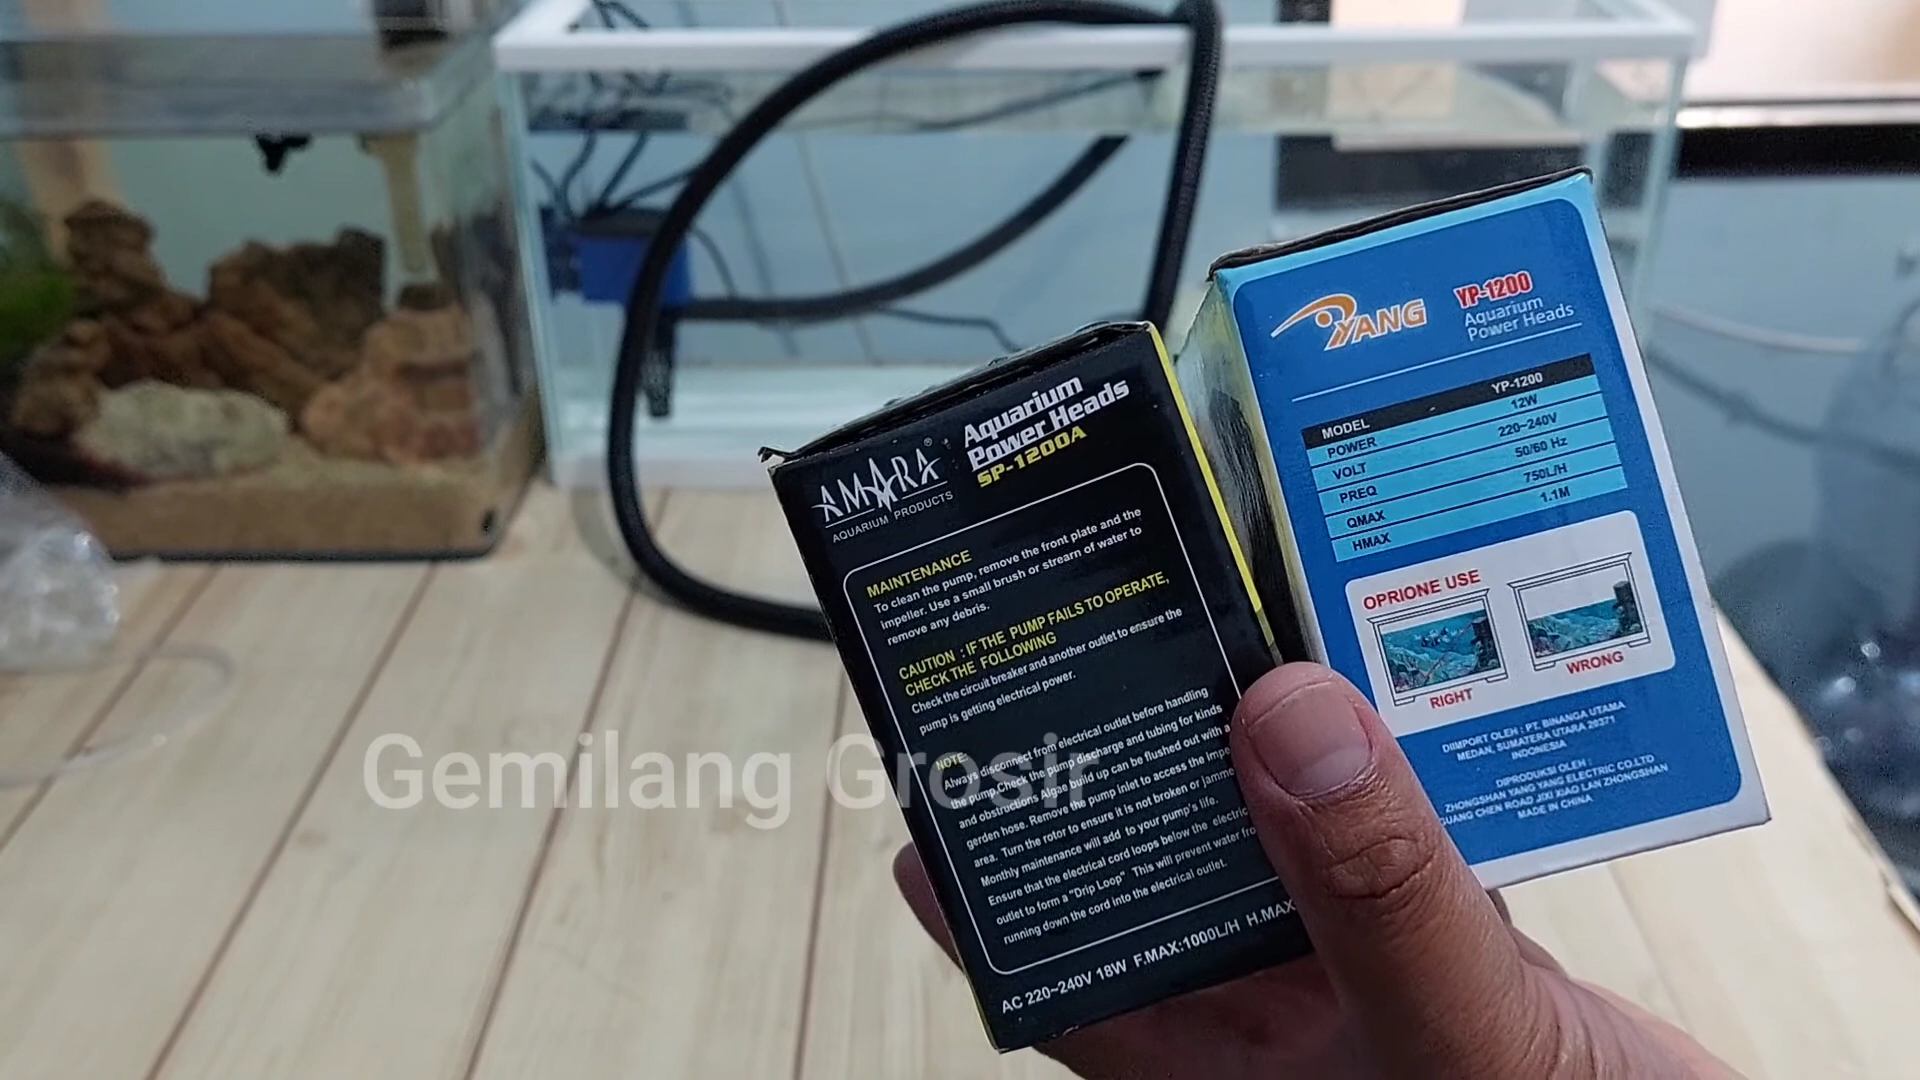 AMARA®
AQUARIUM PRODUCTS
Aquarium
Power Heads
SP-1200A
MAINTENANCE
To clean the pump, remove the front plate and the
impeller. Use a small brush or stream of water to
remove any debris.
CAUTION : IF THE PUMP FAILS TO OPERATE,
CHECK THE FOLLOWING
Check the circuit breaker and another outlet to ensure the
pump is getting electrical power.
NOTE
Always disconnect from electrical outlet before handling
the pump.Check the pump discharge and tubing for kinds
and obstructions Algae build up can be flushed out with a
gerden hose. Remove the pump inlet to access the
area. Turn the rotor to ensure it is not broken or
Monthly maintenance will add to your pump's life.
Ensure that the electrical cord loops below the
outlet to form a "Drip Loop" This will prevent water
running down the cord into the electrical outlet.
AC 220~240V 18W F.MAX:1000L/H H.MAX
YANG
YP-1200
Aquarium
Power Heads
MODEL YP-1200
POWER 12W
VOLT 220~240V
PREQ 50/60 Hz
QMAX 750L/H
HMAX 1.1M
OPRIONE USE
RIGHT WRONG
DIIMPORT OLEH : PT. BINANGA UTAMA
MEDAN, SUMATERA UTARA 20371
INDONESIA
DIPRODUKSI OLEH :
ZHONGSHAN YANG YANG ELECTRIC CO.LTD
GUANG CHEN ROAD JIXI XIAO LAN ZHONGSHAN
MADE IN CHINA
Gemilang Grosir